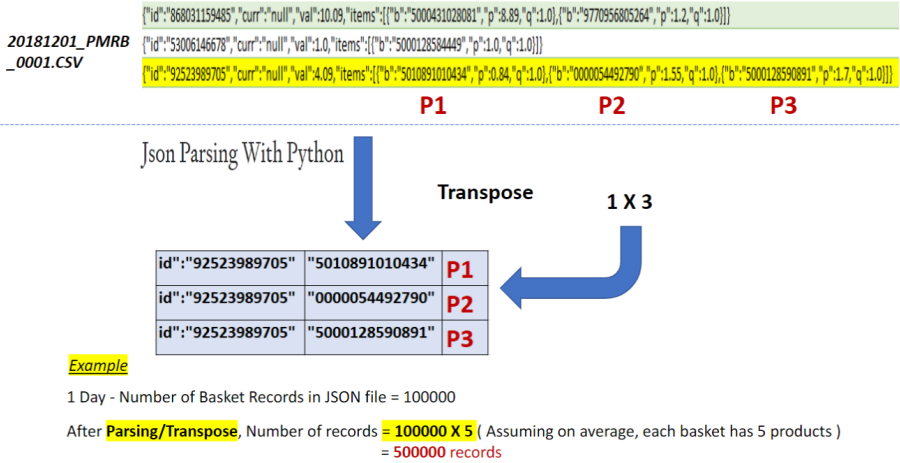 {"id":"868031159485","curr":"null","val":10.09,"items":[{"b":"5000431028081","p":8.89,"q":1.0},{"b":"9770956805264","p":1.2,"q":1.0}]}
20181201_PMRB
_0001.CSV
{"id":"53006146678","curr":"null","val":1.0,"items":[{"b":"5000128584449","p":1.0,"q":1.0}]}
{"id":"92523989705","curr":"null","val":4.09,"items":[{"b":"5010891010434","p":0.84,"q":1.0},{"b":"0000054492790","p":1.55,"q":1.0},{"b":"5000128590891","p":1.7,"q":1.0}]}
P1 P2 P3
Json Parsing With Python
Transpose
1 X 3
id":"92523989705" "5010891010434" P1
id":"92523989705" "0000054492790" P2
id":"92523989705" "5000128590891" P3
Example
1 Day - Number of Basket Records in JSON file = 100000
After Parsing/Transpose, Number of records = 100000 X 5 ( Assuming on average, each basket has 5 products )
= 500000 records